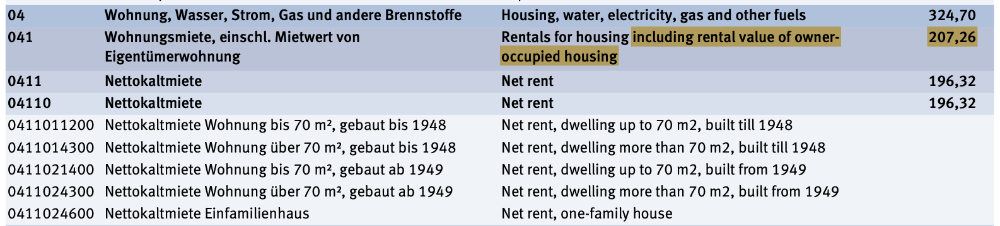 04 Wohnung, Wasser, Strom, Gas und andere Brennstoffe Housing, water, electricity, gas and other fuels 324,70
041 Wohnungsmiete, einschl. Mietwert von Rentals for housing including rental value of owner- 207,26
Eigentümerwohnung occupied housing
0411 Nettokaltmiete Net rent 196,32
04110 Nettokaltmiete Net rent 196,32
0411011200 Nettokaltmiete Wohnung bis 70 m², gebaut bis 1948 Net rent, dwelling up to 70 m2, built till 1948
0411014300 Nettokaltmiete Wohnung über 70 m², gebaut bis 1948 Net rent, dwelling more than 70 m2, built till 1948
0411021400 Nettokaltmiete Wohnung bis 70 m², gebaut ab 1949 Net rent, dwelling up to 70 m2, built from 1949
0411024300 Nettokaltmiete Wohnung über 70 m², gebaut ab 1949 Net rent, dwelling more than 70 m2, built from 1949
0411024600 Nettokaltmiete Einfamilienhaus Net rent, one-family house